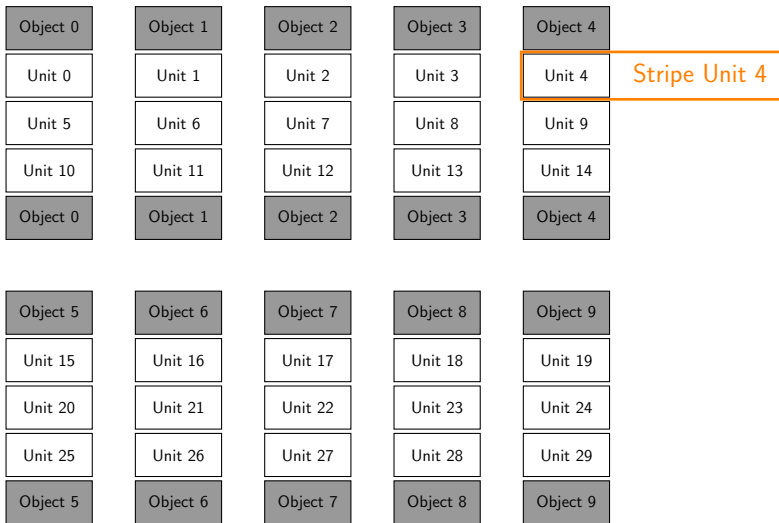 Object 0 Object 1 Object 2 Object 3 Object 4
Unit 0 Unit 1 Unit 2 Unit 3 Unit 4 Stripe Unit 4
Unit 5 Unit 6 Unit 7 Unit 8 Unit 9
Unit 10 Unit 11 Unit 12 Unit 13 Unit 14
Object 0 Object 1 Object 2 Object 3 Object 4
Object 5 Object 6 Object 7 Object 8 Object 9
Unit 15 Unit 16 Unit 17 Unit 18 Unit 19
Unit 20 Unit 21 Unit 22 Unit 23 Unit 24
Unit 25 Unit 26 Unit 27 Unit 28 Unit 29
Object 5 Object 6 Object 7 Object 8 Object 9